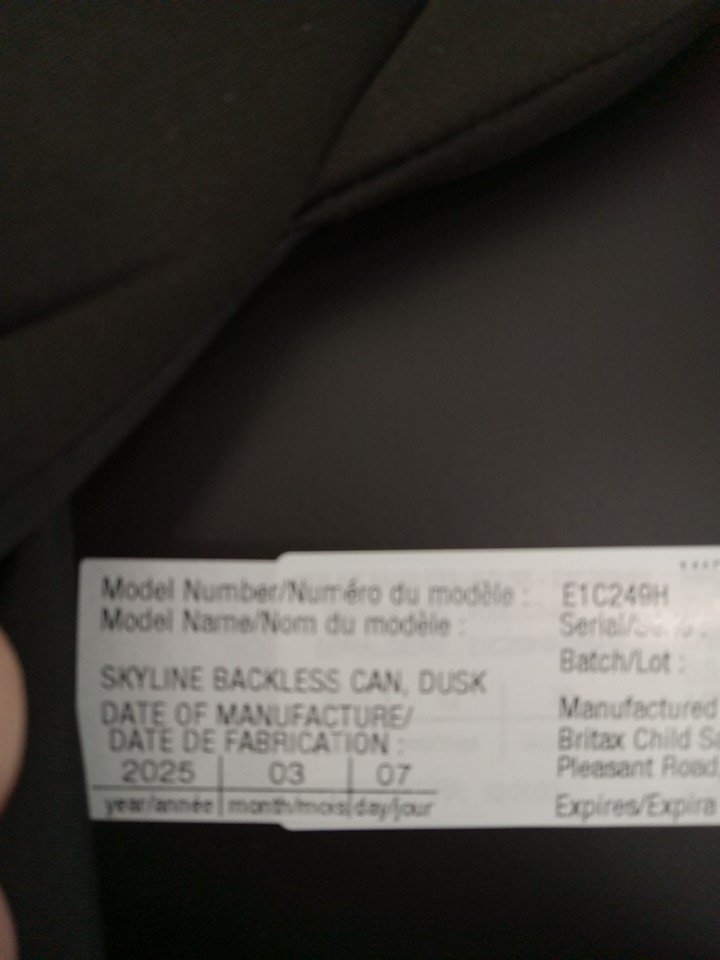 Model Number/Numéro du modèle : E1C249H
Model Name/Nom du modèle : Serial/
Batch/Lot :
SKYLINE BACKLESS CAN, DUSK
DATE OF MANUFACTURE/ Manufactured
DATE DE FABRICATION : Britax Child
2025 03 07 Pleasant Road
year/année month/mois day/jour Expires/Expira